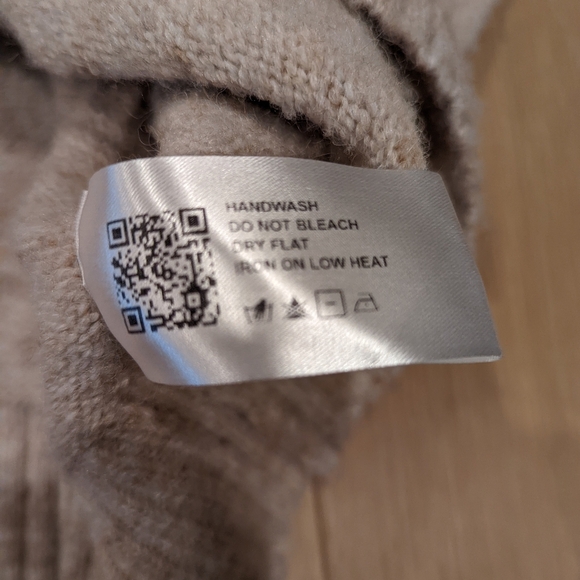 HANDWASH
DO NOT BLEACH
DRY FLAT
IRON ON LOW HEAT